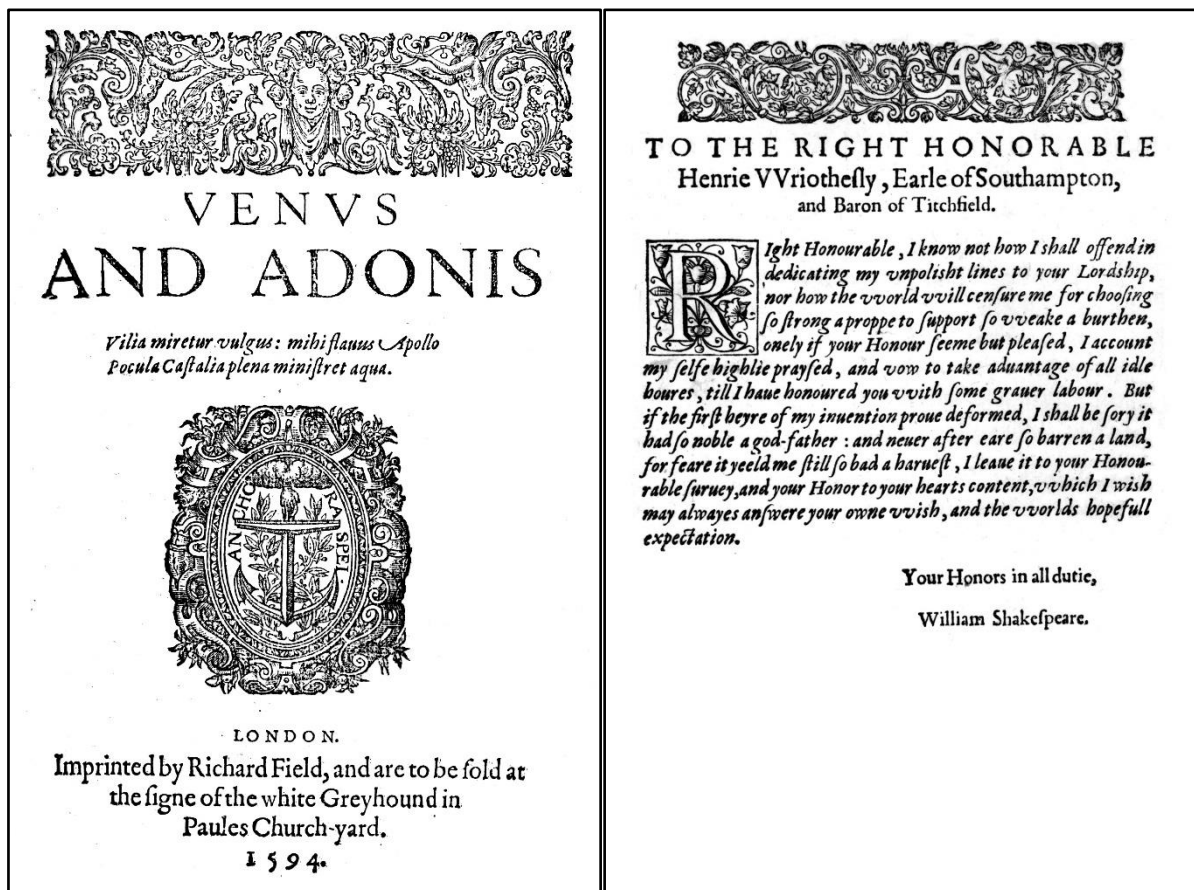 VENVS
AND ADONIS
Vilia miretur vulgus: mihi flauus Apollo
Pocula Caſtalia plena miniſtret aqua.
ANCHORA SPEI.
LONDON.
Imprinted by Richard Field, and are to be ſold at
the ſigne of the white Greyhound in
Paules Church-yard.
1594.
TO THE RIGHT HONORABLE
Henrie VVriotheſly, Earle of Southampton,
and Baron of Titchfield.
RIght Honourable, I know not how I shall offend in
dedicating my vnpolisht lines to your Lordship,
nor how the vvorld vvill cenſure me for chooſing
ſo ſtrong a proppe to ſupport ſo vveake a burthen,
onely if your Honour ſeeme but pleaſed, I account
my ſelfe highlie prayſed, and vow to take aduantage of all idle
houres, till I haue honoured you vvith ſome grauer labour. But
if the firſt heyre of my inuention proue deformed, I shall be ſory it
had ſo noble a god-father: and neuer after eare ſo barren a land,
for feare it yeeld me ſtill ſo bad a harueſt, I leaue it to your Honou-
rable ſuruey, and your Honor to your hearts content, vvhich I wish
may alwayes anſwere your owne vvish, and the vvorlds hopefull
expectation.
Your Honors in all dutie,
William Shakeſpeare.